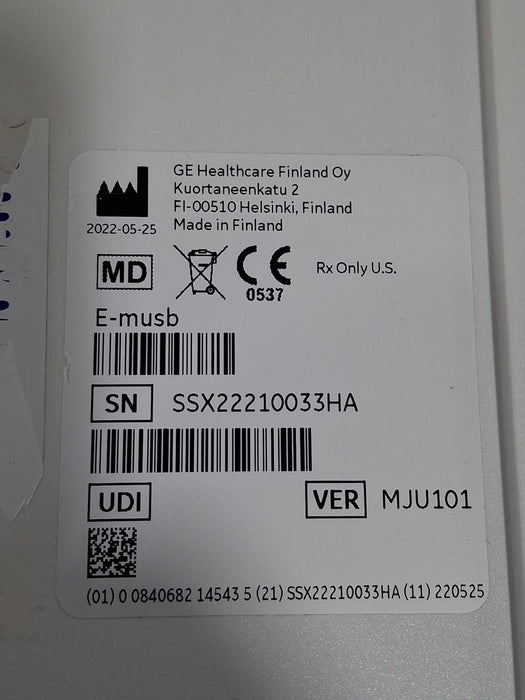 GE Healthcare Finland Oy
Kuortaneenkatu 2
FI-00510 Helsinki, Finland
2022-05-25 Made in Finland
MD CE Rx Only U.S.
0537
E-musb
SN SSX22210033HA
UDI VER MJU101
(01) 0 0840682 14543 5 (21) SSX22210033HA (11) 220525